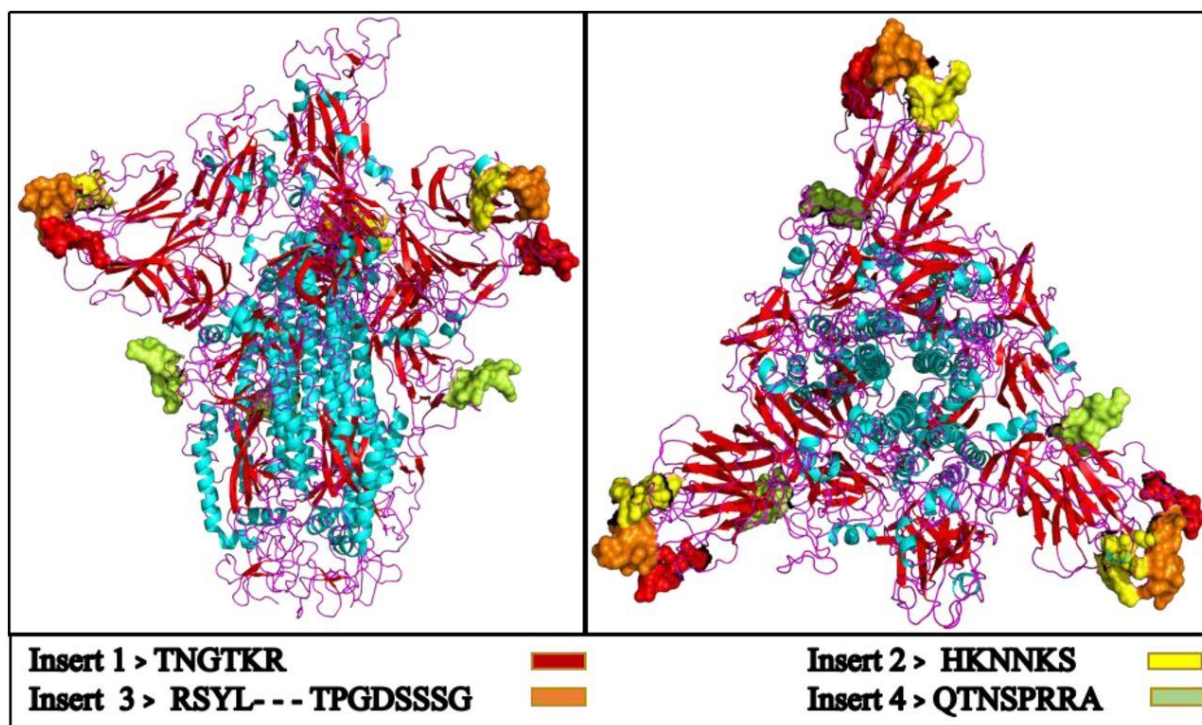 Insert 1 > TNGTKR
Insert 2 > HKNNKS
Insert 3 > RSYL---TPGDSSSG
Insert 4 > QTNSPRRA